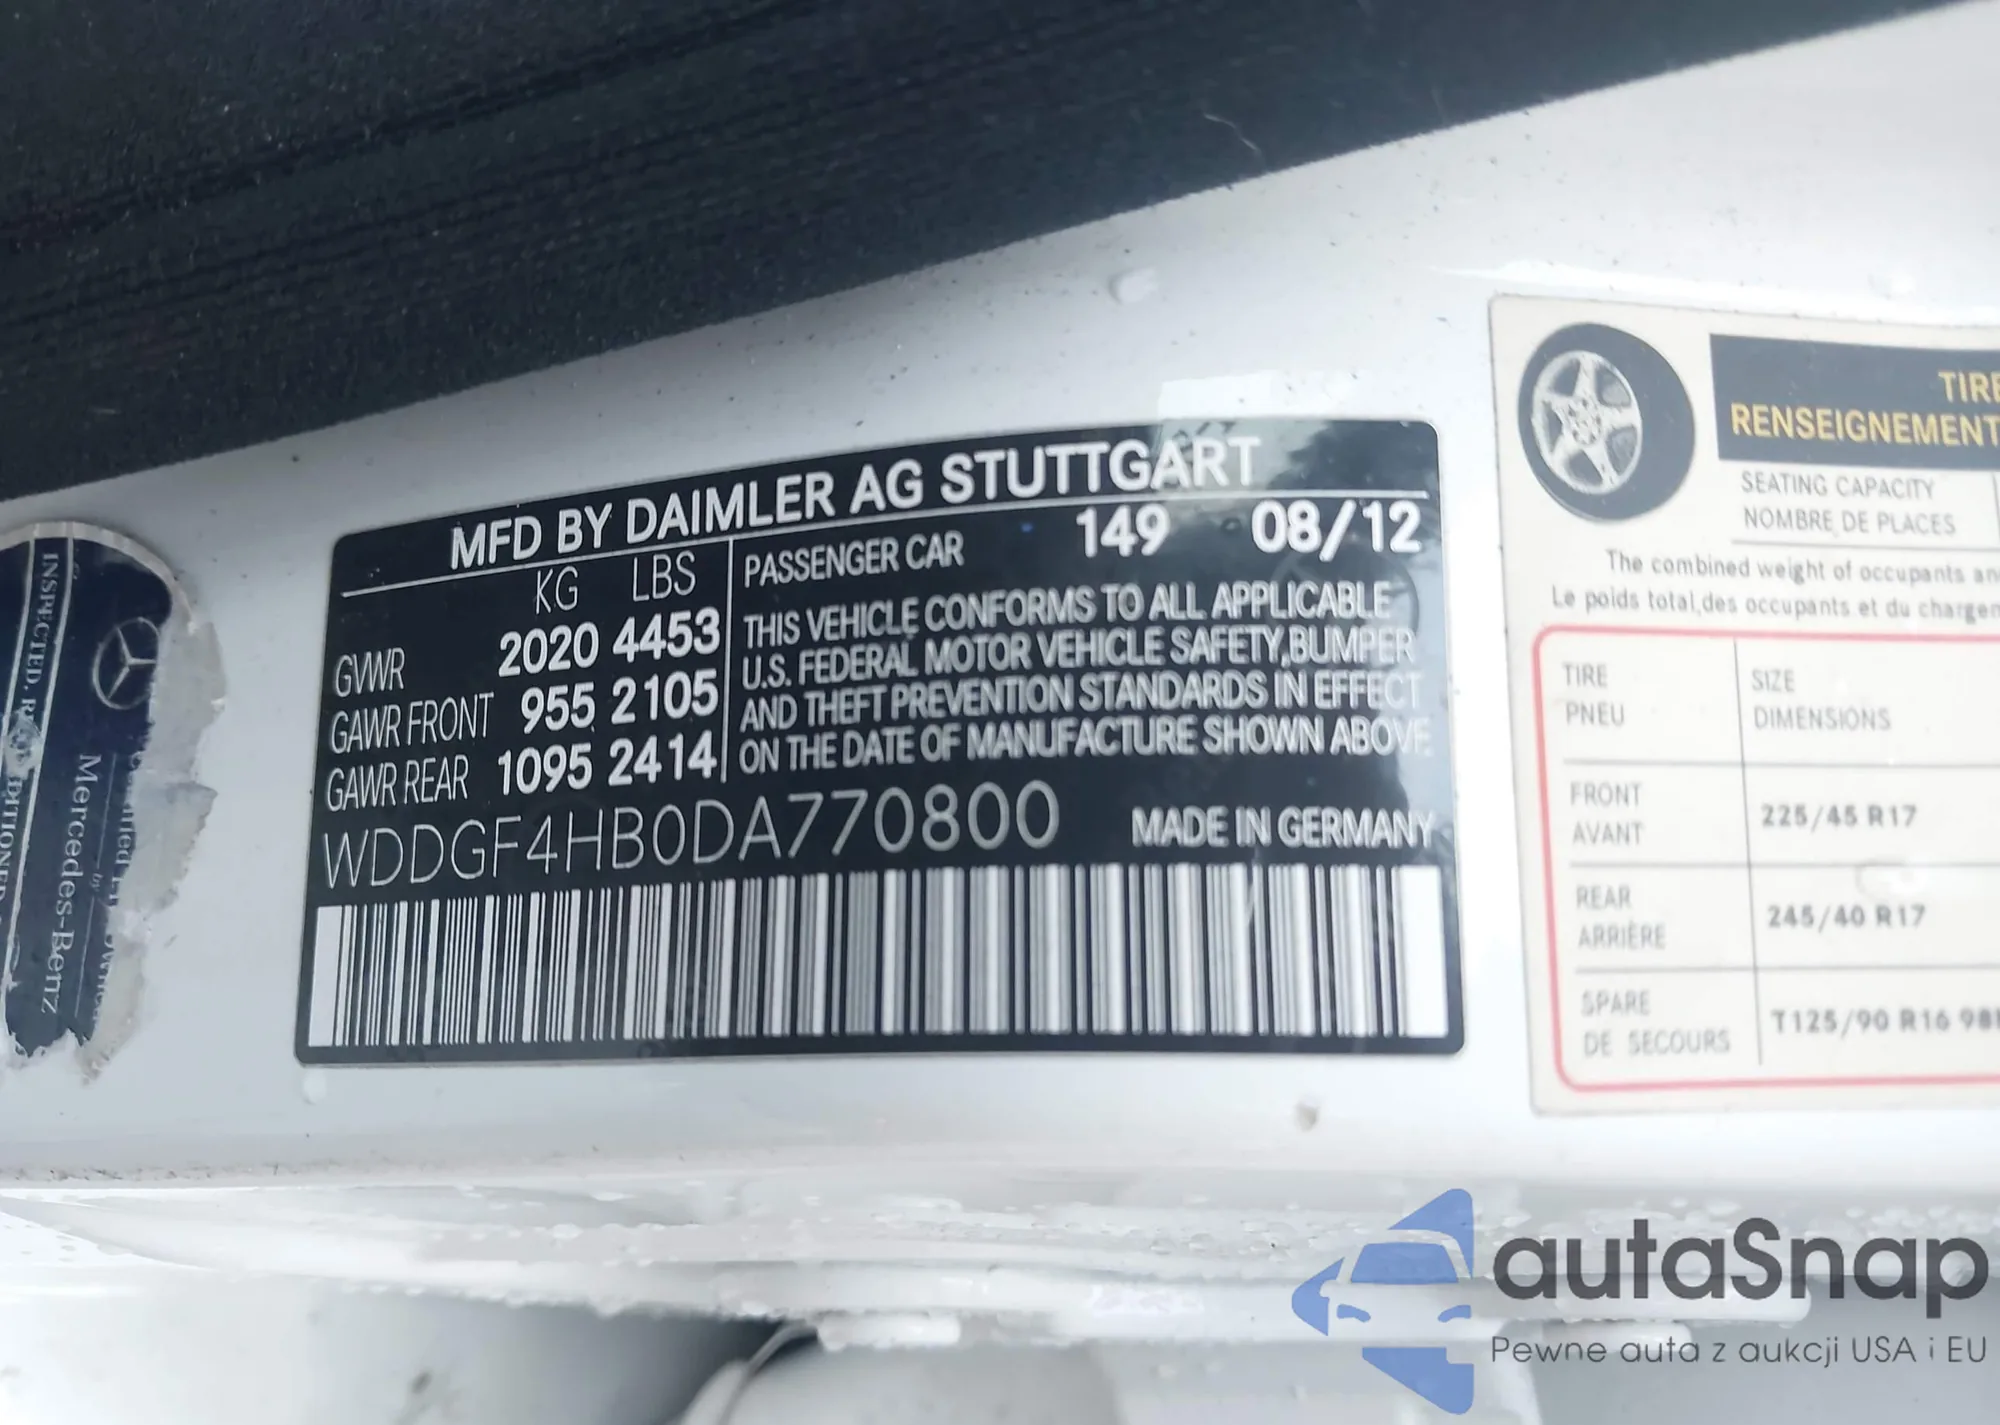 MFD BY DAIMLER AG STUTTGART
KG LBS
GVWR 2020 4453
GAWR FRONT 955 2105
GAWR REAR 1095 2414
PASSENGER CAR 149 08/12
THIS VEHICLE CONFORMS TO ALL APPLICABLE
U.S. FEDERAL MOTOR VEHICLE SAFETY, BUMPER
AND THEFT PREVENTION STANDARDS IN EFFECT
ON THE DATE OF MANUFACTURE SHOWN ABOVE.
WDDGF4HB0DA770800
MADE IN GERMANY
INSPECTED,
by
Mercedes-Benz
TIRE
RENSEIGNEMENT
SEATING CAPACITY
NOMBRE DE PLACES
The combined weight of occupants
Le poids total des occupants et du
TIRE
PNEU
SIZE
DIMENSIONS
FRONT
AVANT
225/45 R17
REAR
ARRIÈRE
245/40 R17
SPARE
DE SECOURS
T125/90 R16
autaSnap
Pewne auta z aukcji USA i EU